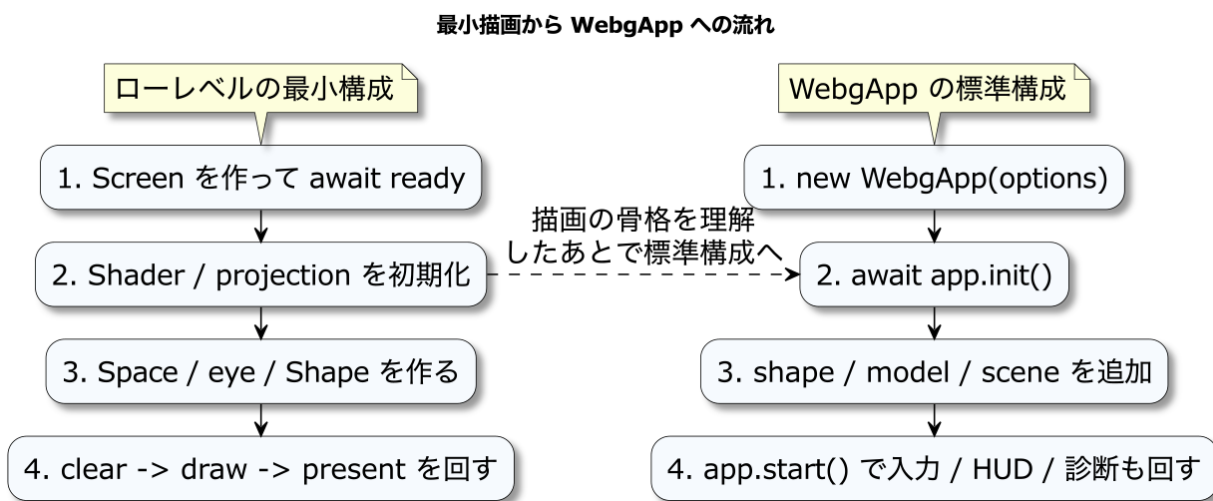 最小描画から WebgApp への流れ
ローレベルの最小構成
1. Screen を作って await ready
2. Shader / projection を初期化
3. Space / eye / Shape を作る
4. clear -> draw -> present を回す
描画の骨格を理解
したあとで標準構成へ
WebgApp の標準構成
1. new WebgApp(options)
2. await app.init()
3. shape / model / scene を追加
4. app.start() で入力 / HUD / 診断も回す